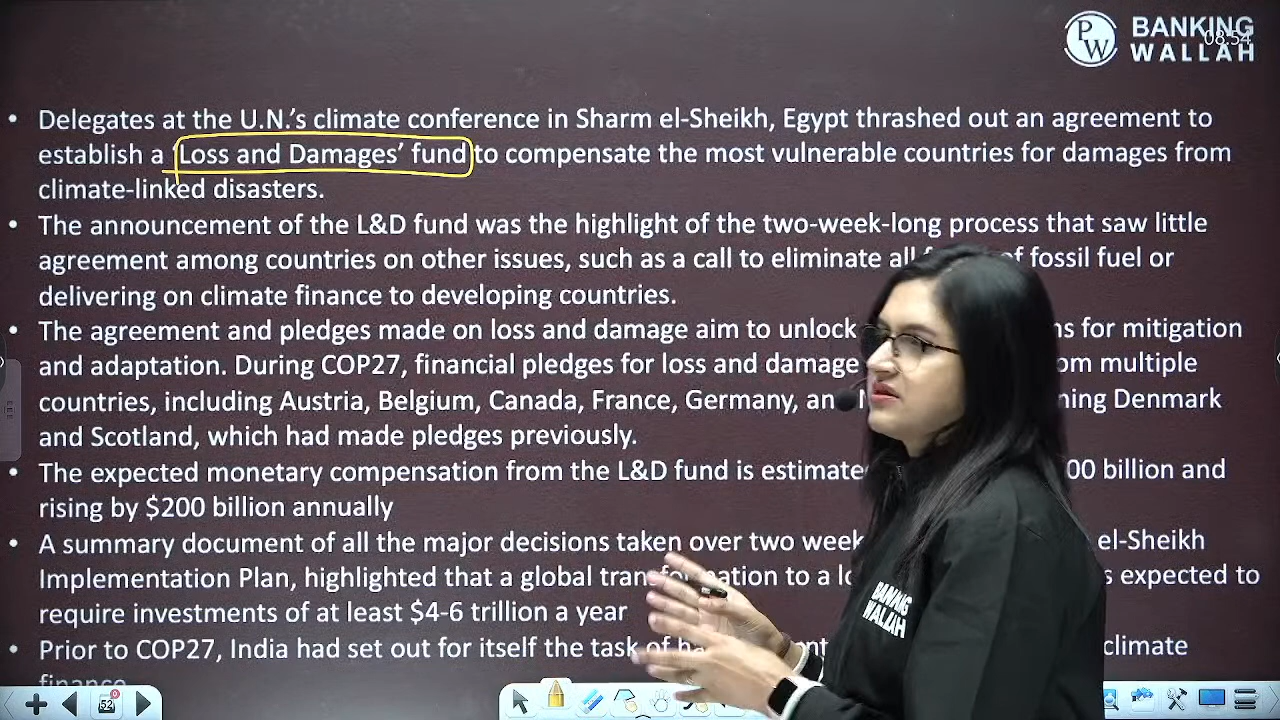 PW BANKING WALLAH
08:54
• Delegates at the U.N.’s climate conference in Sharm el-Sheikh, Egypt thrashed out an agreement to
establish a ‘Loss and Damages’ fund to compensate the most vulnerable countries for damages from
climate-linked disasters.
• The announcement of the L&D fund was the highlight of the two-week-long process that saw little
agreement among countries on other issues, such as a call to eliminate all of fossil fuel or
delivering on climate finance to developing countries.
• The agreement and pledges made on loss and damage aim to unlock ns for mitigation
and adaptation. During COP27, financial pledges for loss and damage om multiple
countries, including Austria, Belgium, Canada, France, Germany, an ning Denmark
and Scotland, which had made pledges previously.
• The expected monetary compensation from the L&D fund is estimated 00 billion and
rising by $200 billion annually
• A summary document of all the major decisions taken over two week el-Sheikh
Implementation Plan, highlighted that a global transformation to a lo s expected to
require investments of at least $4-6 trillion a year
• Prior to COP27, India had set out for itself the task of climate
finance
BANKING
WALLAH
52